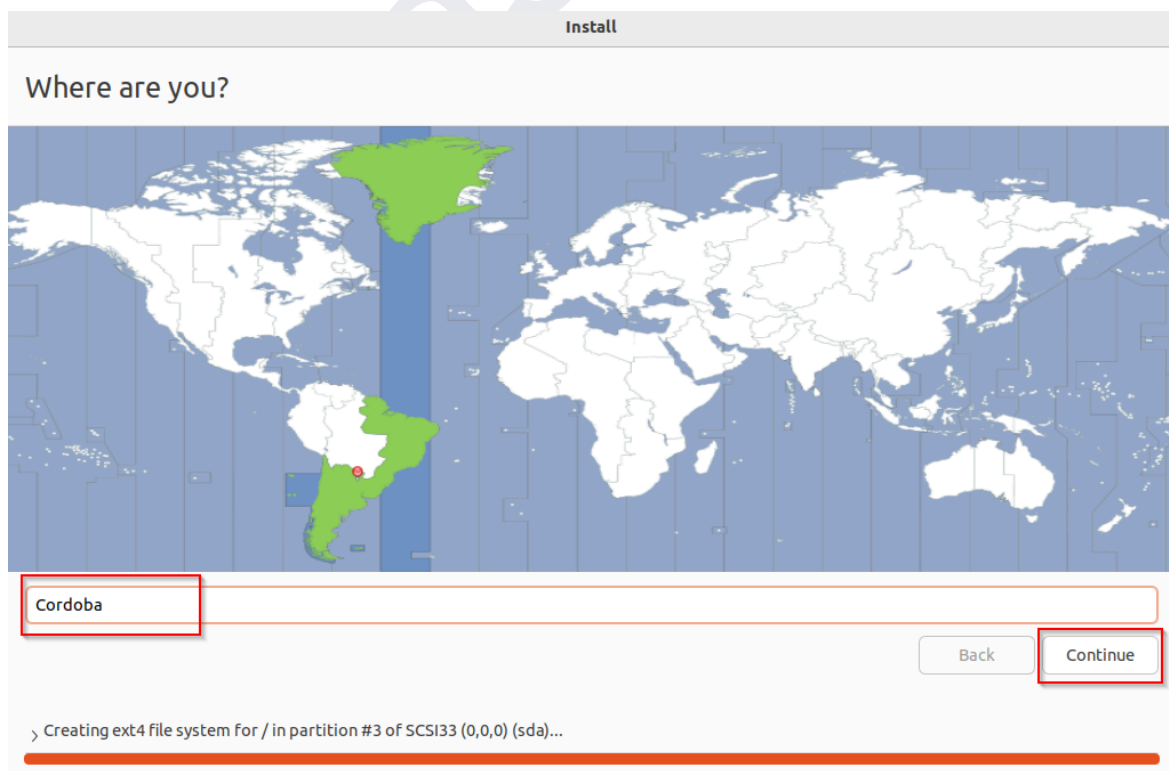 Install
Where are you?
Cordoba
Back
Continue
Creating ext4 file system for / in partition #3 of SCSI33 (0,0,0) (sda)...